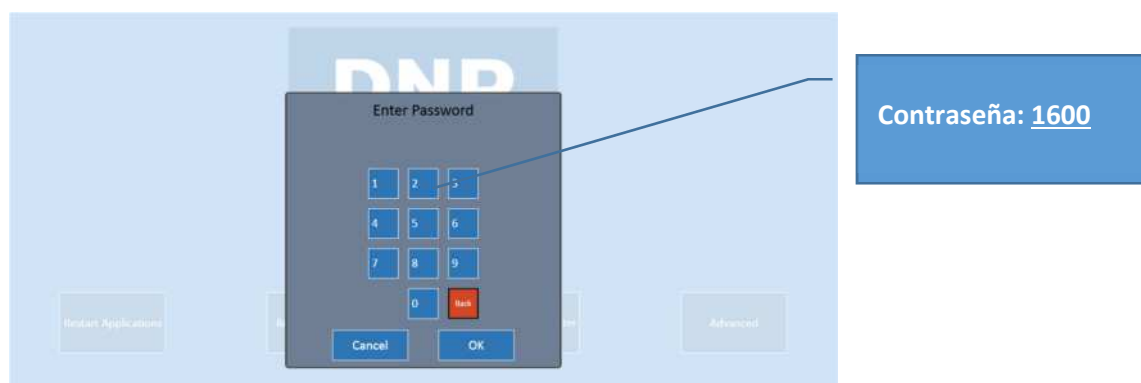 DNP
Enter Password
Contraseña: 1600
1 2 3
4 5 6
7 8 9
0 Back
Restart Applications
Advanced
Cancel OK